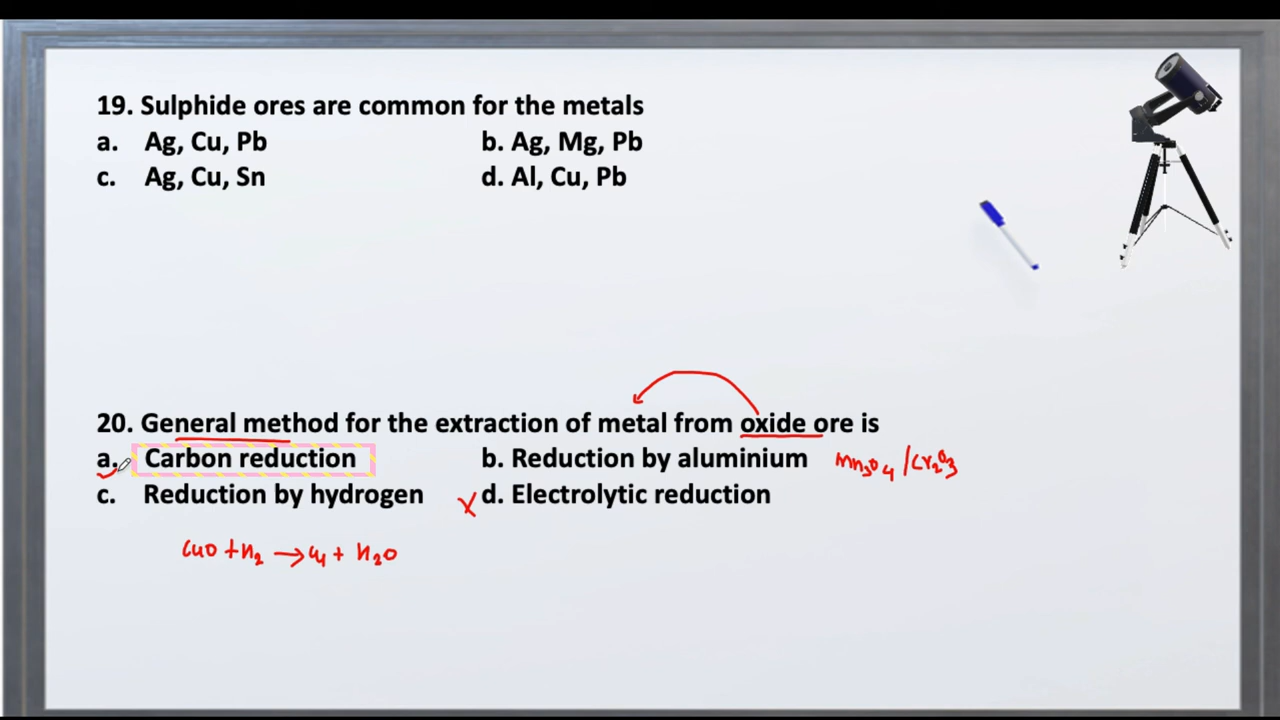 19. Sulphide ores are common for the metals
a. Ag, Cu, Pb b. Ag, Mg, Pb
c. Ag, Cu, Sn d. Al, Cu, Pb
20. General method for the extraction of metal from oxide ore is
a. Carbon reduction b. Reduction by aluminium Mn₃O₄ / Cr₂O₃
c. Reduction by hydrogen X d. Electrolytic reduction
CuO + H₂ → Cu + H₂O